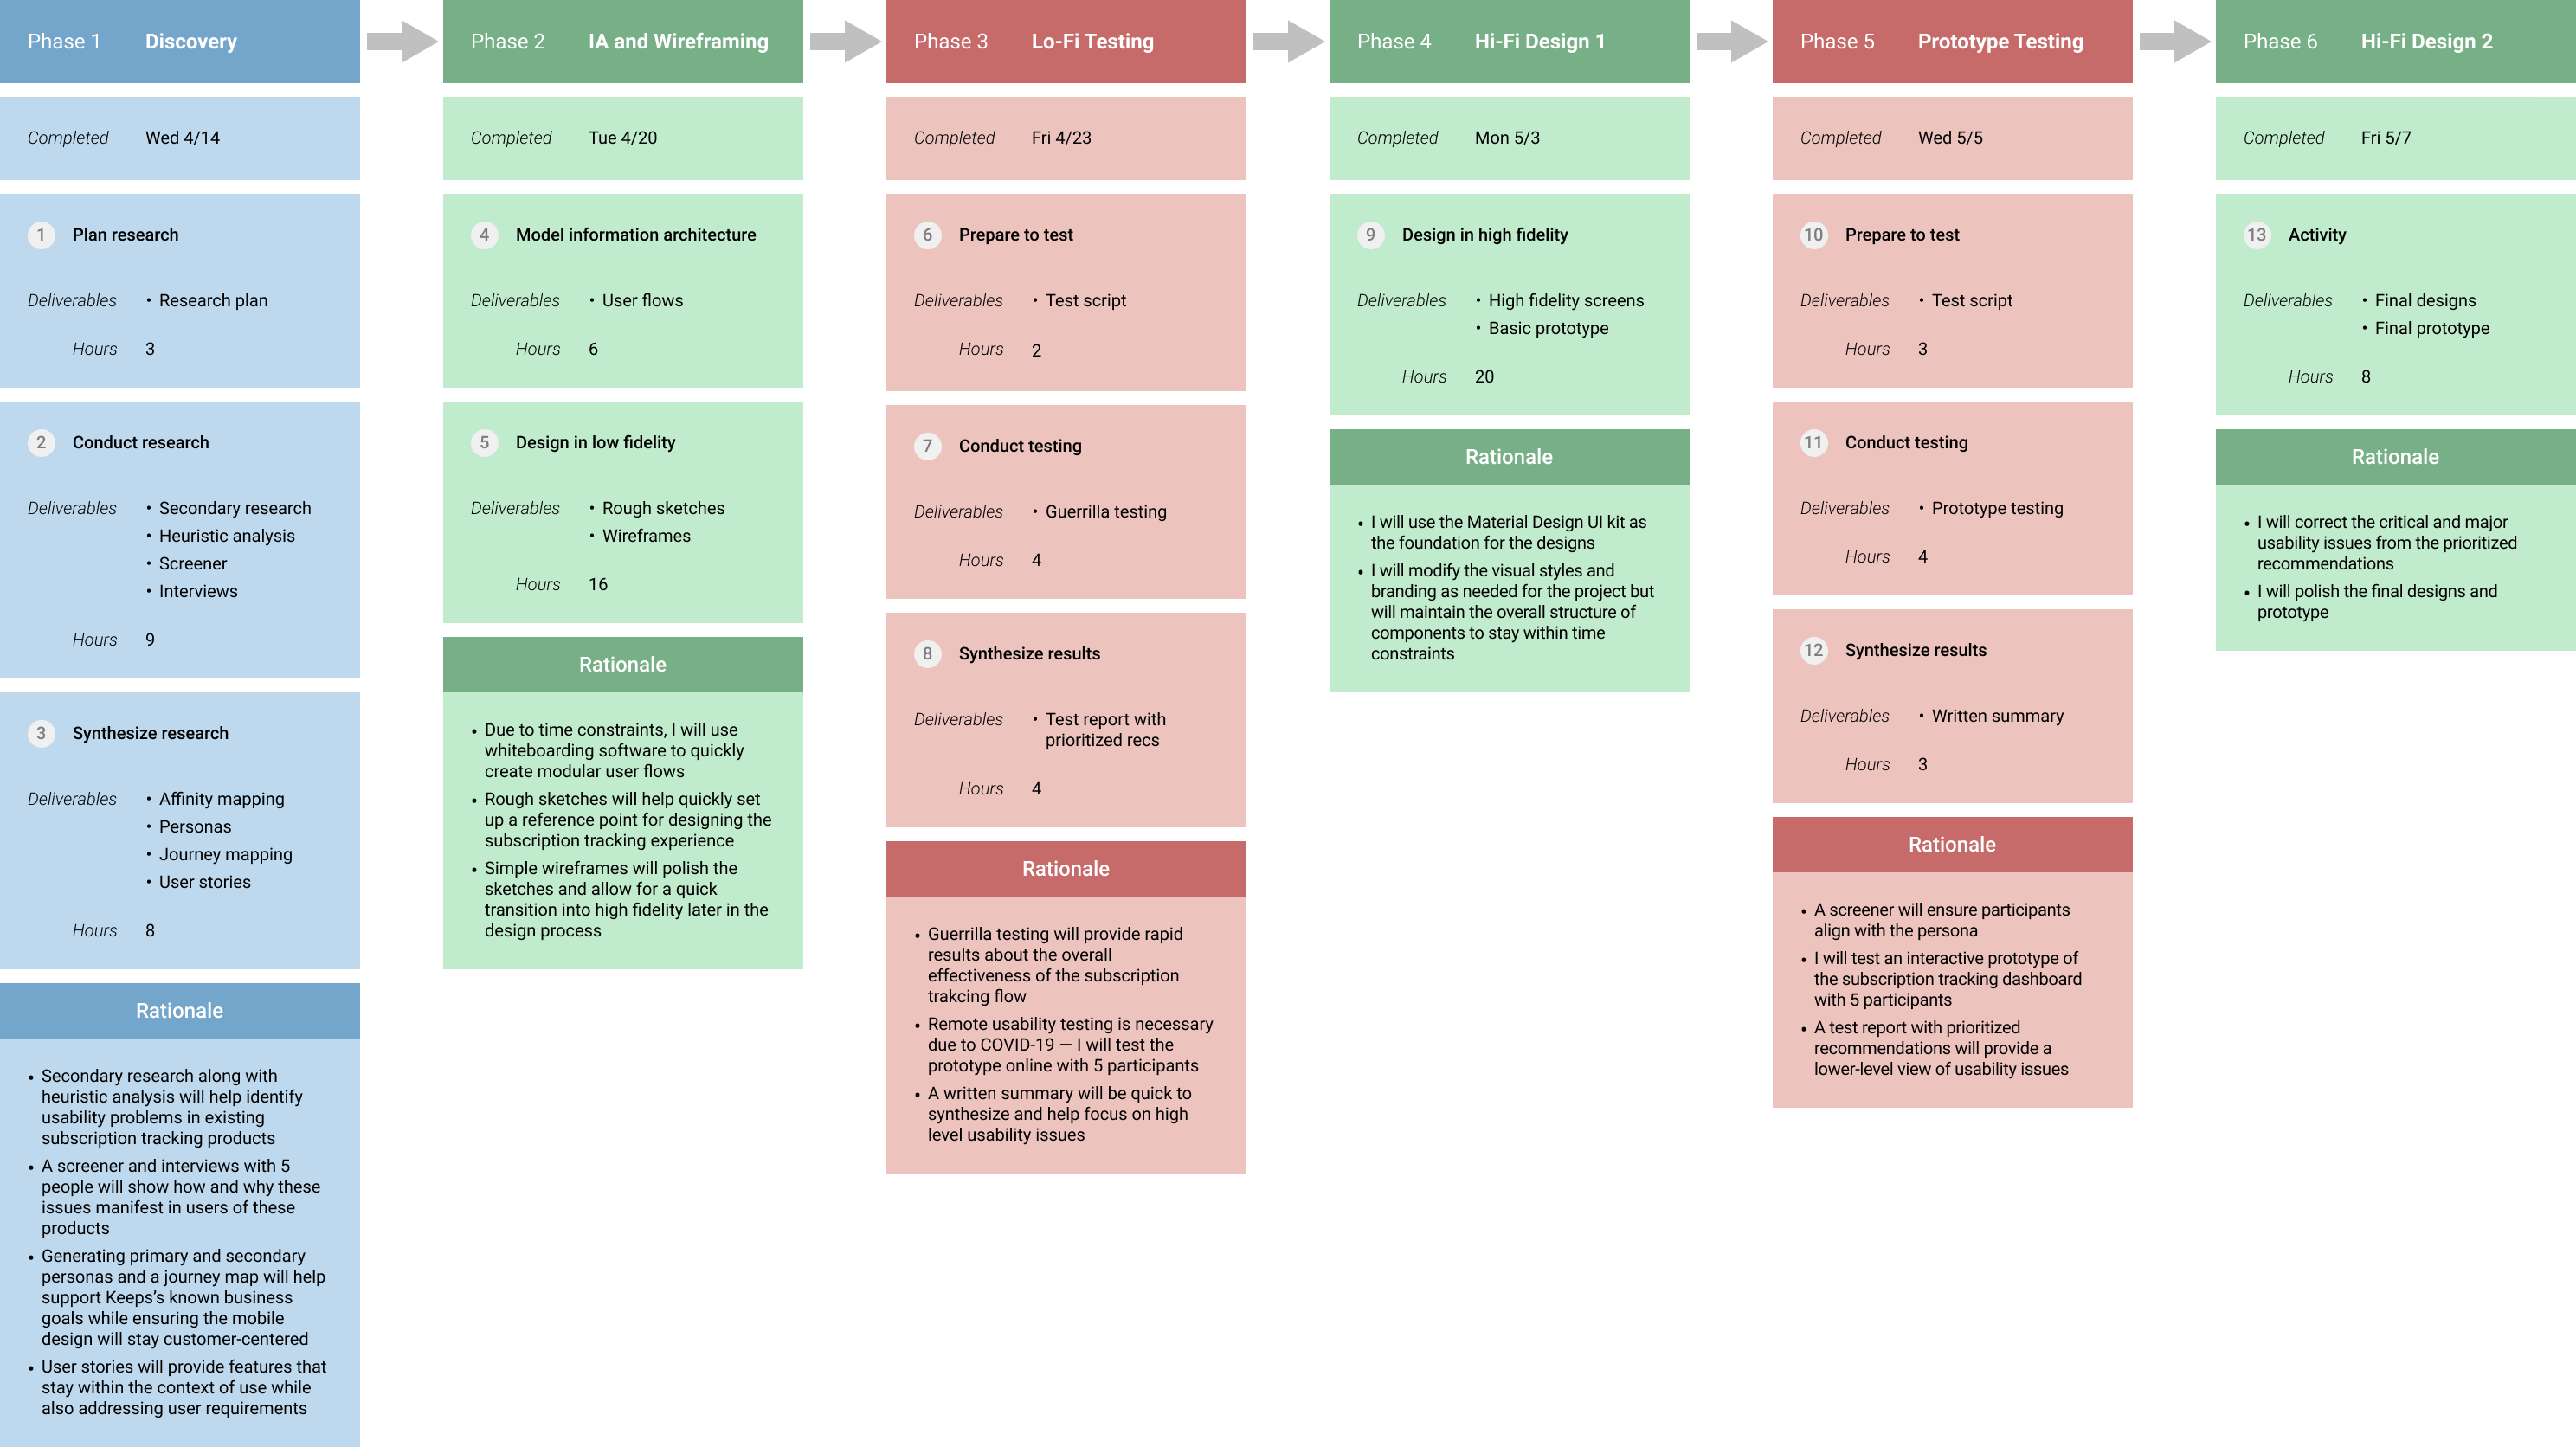 Phase 1 Discovery
Completed Wed 4/14
1 Plan research
Deliverables • Research plan
Hours 3
2 Conduct research
Deliverables • Secondary research
• Heuristic analysis
• Screener
• Interviews
Hours 9
3 Synthesize research
Deliverables • Affinity mapping
• Personas
• Journey mapping
• User stories
Hours 8
Rationale
• Secondary research along with
heuristic analysis will help identify
usability problems in existing
subscription tracking products
• A screener and interviews with 5
people will show how and why these
issues manifest in users of these
products
• Generating primary and secondary
personas and a journey map will help
support Keeps's known business
goals while ensuring the mobile
design will stay customer-centered
• User stories will provide features that
stay within the context of use while
also addressing user requirements
Phase 2 IA and Wireframing
Completed Tue 4/20
4 Model information architecture
Deliverables • User flows
Hours 6
5 Design in low fidelity
Deliverables • Rough sketches
• Wireframes
Hours 16
Rationale
• Due to time constraints, I will use
whiteboarding software to quickly
create modular user flows
• Rough sketches will help quickly set
up a reference point for designing the
subscription tracking experience
• Simple wireframes will polish the
sketches and allow for a quick
transition into high fidelity later in the
design process
Phase 3 Lo-Fi Testing
Completed Fri 4/23
6 Prepare to test
Deliverables • Test script
Hours 2
7 Conduct testing
Deliverables • Guerrilla testing
Hours 4
8 Synthesize results
Deliverables • Test report with
prioritized recs
Hours 4
Rationale
• Guerrilla testing will provide rapid
results about the overall
effectiveness of the subscription
trakcing flow
• Remote usability testing is necessary
due to COVID-19 — I will test the
prototype online with 5 participants
• A written summary will be quick to
synthesize and help focus on high
level usability issues
Phase 4 Hi-Fi Design 1
Completed Mon 5/3
9 Design in high fidelity
Deliverables • High fidelity screens
• Basic prototype
Hours 20
Rationale
• I will use the Material Design UI kit as
the foundation for the designs
• I will modify the visual styles and
branding as needed for the project but
will maintain the overall structure of
components to stay within time
constraints
Phase 5 Prototype Testing
Completed Wed 5/5
10 Prepare to test
Deliverables • Test script
Hours 3
11 Conduct testing
Deliverables • Prototype testing
Hours 4
12 Synthesize results
Deliverables • Written summary
Hours 3
Rationale
• A screener will ensure participants
align with the persona
• I will test an interactive prototype of
the subscription tracking dashboard
with 5 participants
• A test report with prioritized
recommendations will provide a
lower-level view of usability issues
Phase 6 Hi-Fi Design 2
Completed Fri 5/7
13 Activity
Deliverables • Final designs
• Final prototype
Hours 8
Rationale
• I will correct the critical and major
usability issues from the prioritized
recommendations
• I will polish the final designs and
prototype